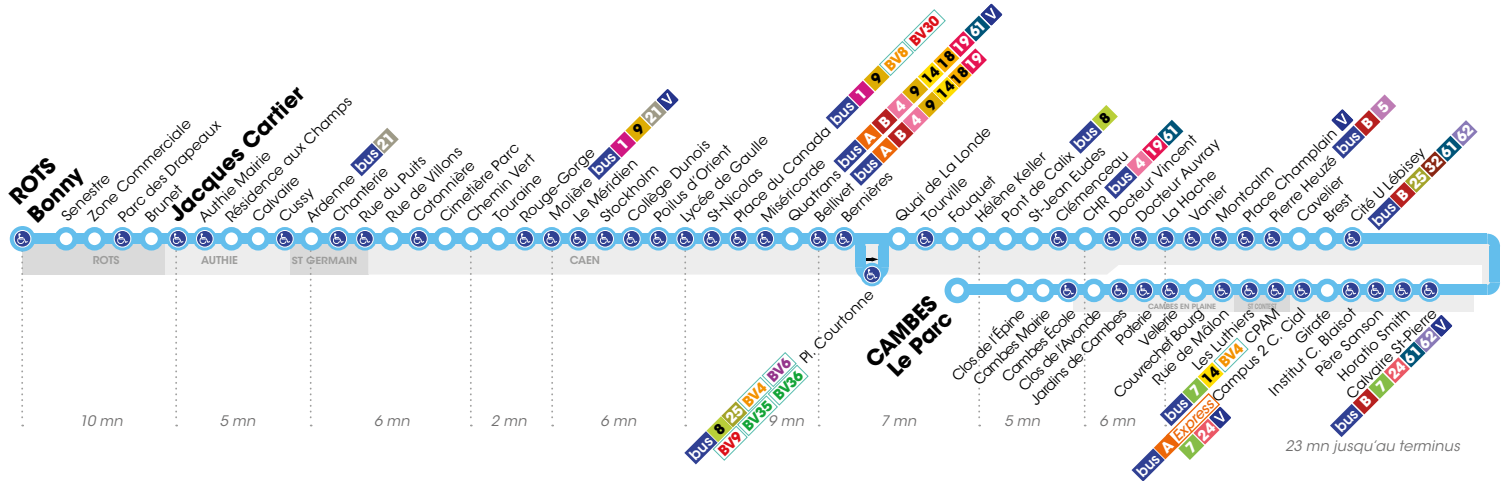 ROTS
Bonny
Senestre
Zone Commerciale
Parc des Drapeaux
Brunet
Jacques Cartier
Authie Mairie
Résidence aux Champs
Calvaire
Cussy
Ardenne bus 21
Chanterie
Rue du Puits
Rue de Villons
Cotonnière
Cimetière Parc
Chemin Vert
Touraine
Rouge-Gorge
Molière bus 1 9 21 V
Le Méridien
Stockholm
Collège Dunois
Poilus d'Orient
Lycée de Gaulle
St-Nicolas
Place du Canada bus 1 9 BV8 BV30
Miséricorde
Quatrans bus A B 4 9 14 18 19 61 V
Bellivet bus A B 4 9 14 18 19
Bernières
Quai de La Londe
Tourville
Fouquet
Hélène Keller
Pont de Calix bus 8
St-Jean Eudes
Clémenceau
CHR bus 4 19 61
Docteur Vincent
Docteur Auvray
La Hache
Vanier
Montcalm
Place Champlain V
Pierre Heuzé bus B 5
Cavelier
Brest
Cité U Lébisey
bus B 25 32 61 62
ROTS
AUTHIE
ST GERMAIN
CAEN
Pl. Courtonne
bus 8 25 BV4 BV6
BV9 BV35 BV36
CAMBES
Le Parc
Clos de l'Épine
Cambes Mairie
Cambes École
Clos de l'Avonde
Jardins de Cambes
Poterie
Vellerie
Couvrechef Bourg
Rue de Malon
Les Luthiers
bus 7 14 BV4
CPAM
Campus 2 C. Cial
bus A Express
7 24 V
Girafe
Institut C. Blaisot
Père Sanson
Horatio Smith
Calvaire St-Pierre
bus B 7 24 61 62 V
CAMBES EN PLAINE
ST CONTEST
10 mn
5 mn
6 mn
2 mn
6 mn
9 mn
7 mn
5 mn
6 mn
23 mn jusqu'au terminus